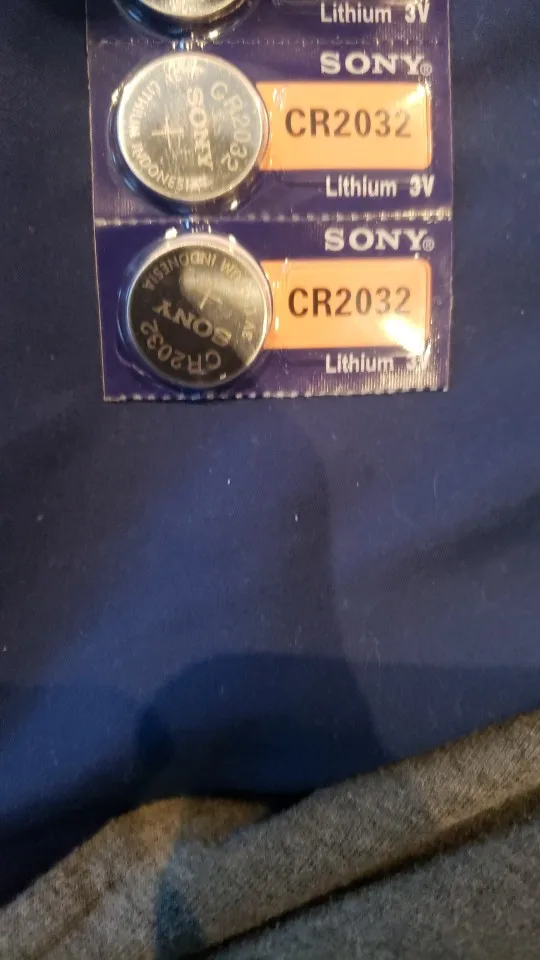 Lithium 3V
SONY®
CR2032
Lithium 3V
CR2032
SONY
LITHIUM
INDONESIA
SONY®
CR2032
Lithium 3V
INDONESIA
SONY
CR2032